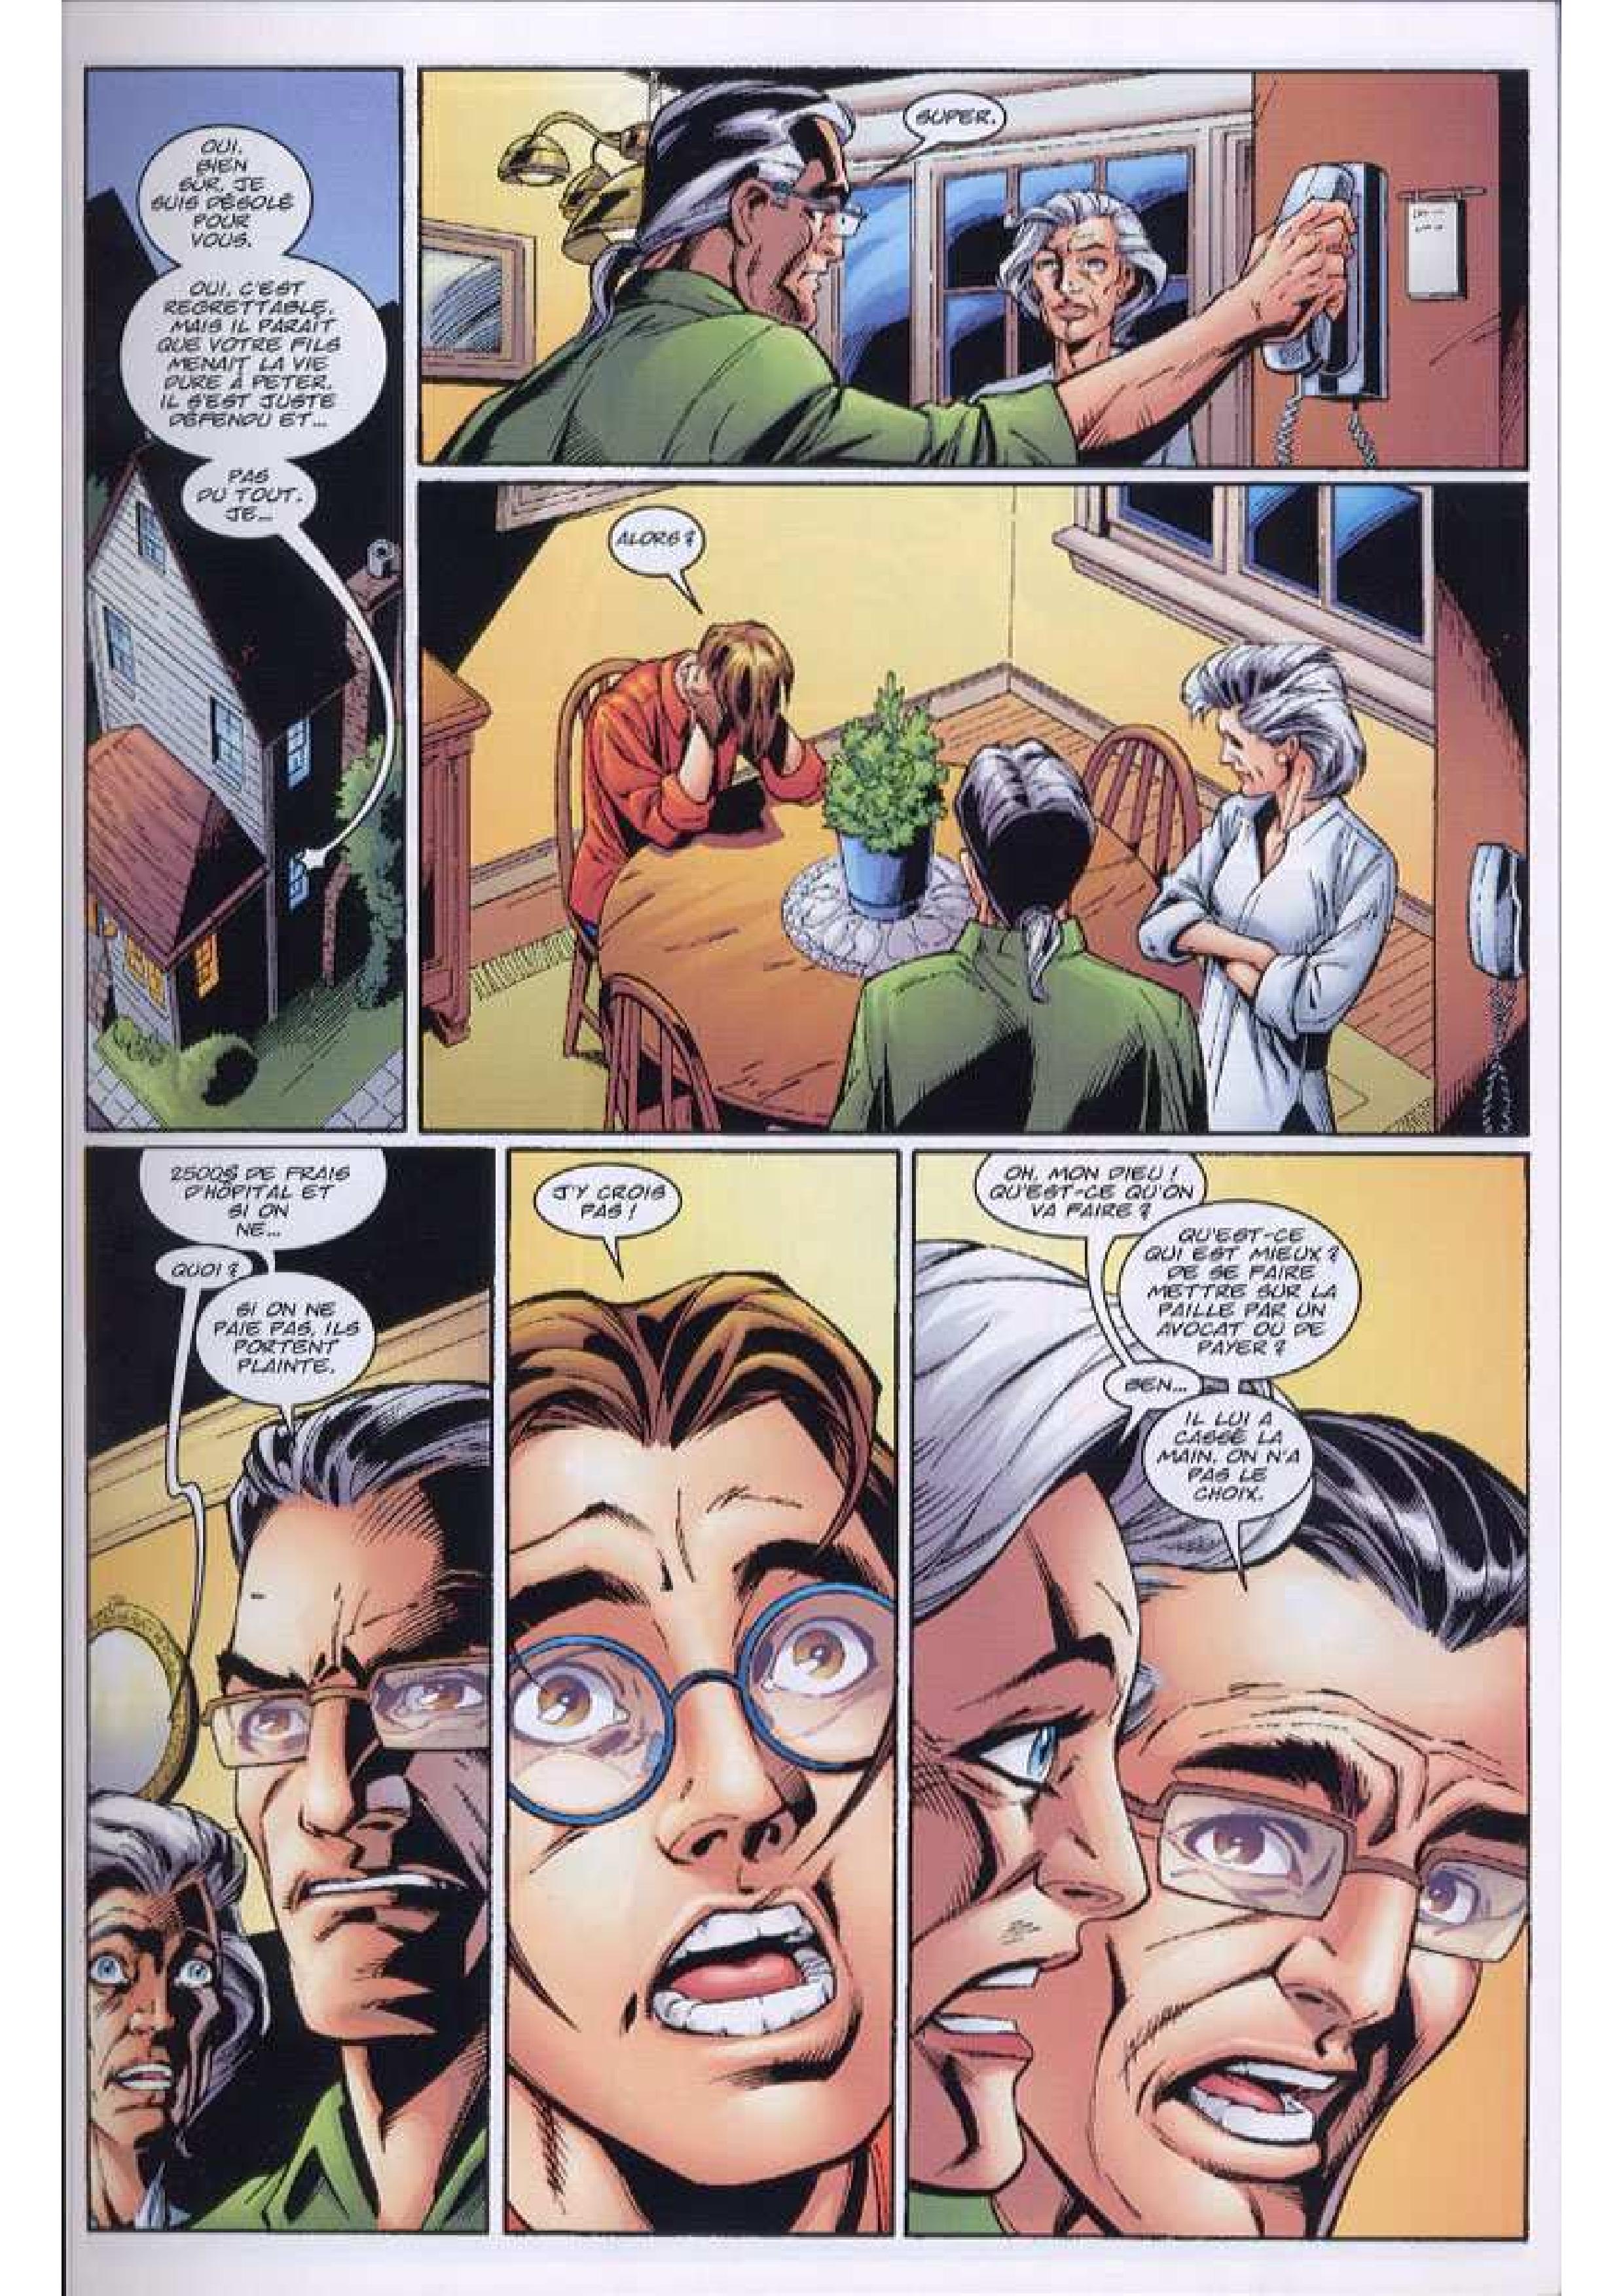 OUI.
BIEN
SUR, JE
SUIS DÉSOLÉ
POUR
VOUS.
OUI, C'EST
REGRETTABLE.
MAIS IL PARAIT
QUE VOTRE FILS
MENAIT LA VIE
DURE À PETER.
IL S'EST JUSTE
DÉFENDU ET...
PAS
DU TOUT.
JE...
SUPER.
ALORS ?
2500$ DE FRAIS
D'HÔPITAL ET
SI ON
NE...
QUOI ?
SI ON NE
PAIE PAS, ILS
PORTENT
PLAINTE.
J'Y CROIS
PAS !
OH, MON DIEU !
QU'EST-CE QU'ON
VA FAIRE ?
QU'EST-CE
QUI EST MIEUX ?
DE SE FAIRE
METTRE SUR LA
PAILLE PAR UN
AVOCAT OU DE
PAYER ?
BEN...
IL LUI A
CASSÉ LA
MAIN. ON N'A
PAS LE
CHOIX.